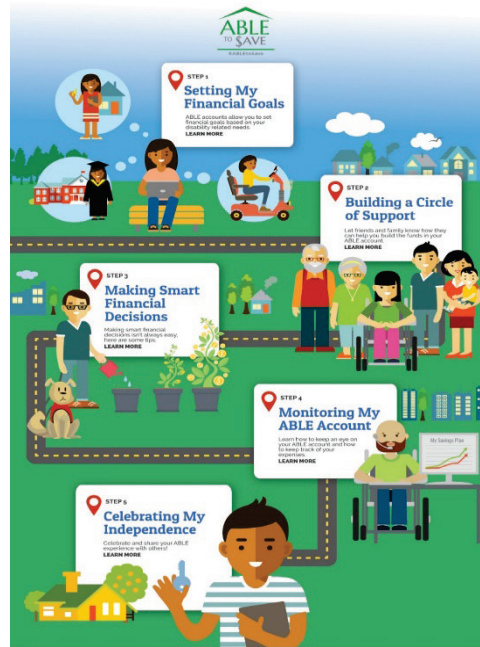 ABLE
TO $AVE
#ABLEtoSave
STEP 1
Setting My
Financial Goals
ABLE accounts allow you to set
financial goals based on your
disability related needs.
LEARN MORE
STEP 2
Building a Circle
of Support
Let friends and family know how they
can help you build the funds in your
ABLE account.
LEARN MORE
STEP 3
Making Smart
Financial
Decisions
Making smart financial
decisions isn't always easy,
here are some tips.
LEARN MORE
STEP 4
Monitoring My
ABLE Account
Learn how to keep an eye on
your ABLE account and how
to keep track of your
expenses.
LEARN MORE
My Savings Plan
STEP 5
Celebrating My
Independence
Celebrate and share your ABLE
experience with others!
LEARN MORE